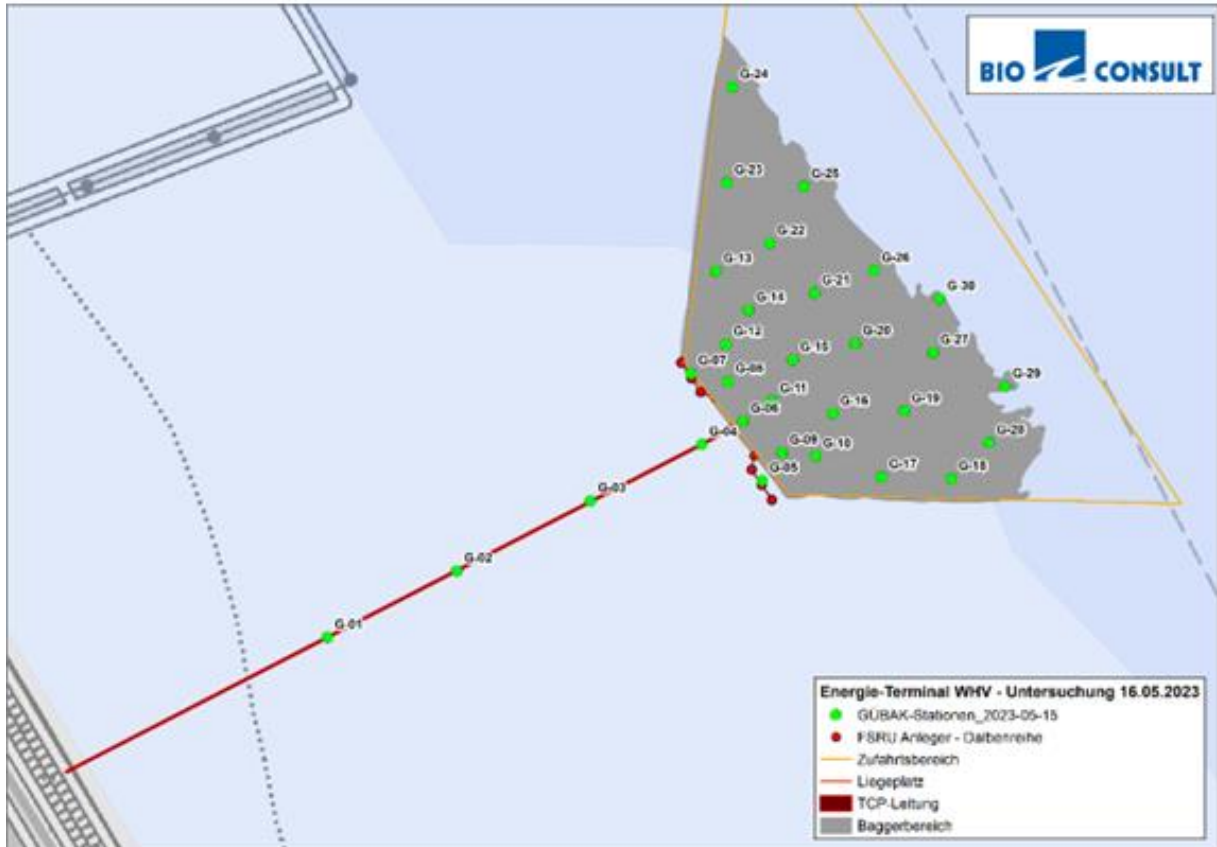 BIO CONSULT
G-24
G-23
G-25
G-22
G-13
G-26
G-21
G-30
G-14
G-12
G-20
G-15
G-27
G-07
G-08
G-29
G-11
G-16
G-19
G-06
G-04
G-28
G-09
G-10
G-05
G-17
G-18
G-03
G-02
G-01
Energie-Terminal WHV - Untersuchung 16.05.2023
GÜBAK-Stationen_2023-05-15
FSRU Anleger - Dalbenreihe
Zufahrtsbereich
Liegeplatz
TCP-Leitung
Baggerbereich